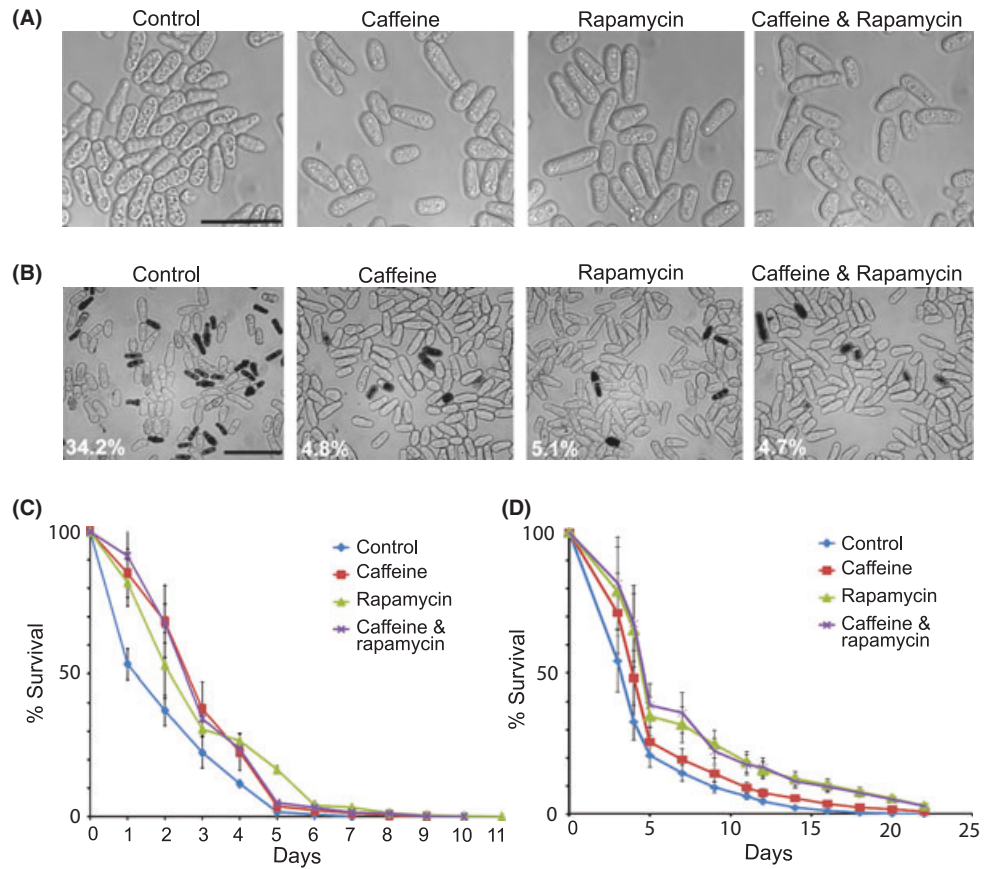 (A)
Control
Caffeine
Rapamycin
Caffeine & Rapamycin
(B)
Control
Caffeine
Rapamycin
Caffeine & Rapamycin
34.2%
4.8%
5.1%
4.7%
(C)
100
50
0
% Survival
0 1 2 3 4 5 6 7 8 9 10 11
Days
Control
Caffeine
Rapamycin
Caffeine &
rapamycin
(D)
100
50
0
% Survival
0 5 10 15 20 25
Days
Control
Caffeine
Rapamycin
Caffeine &
rapamycin